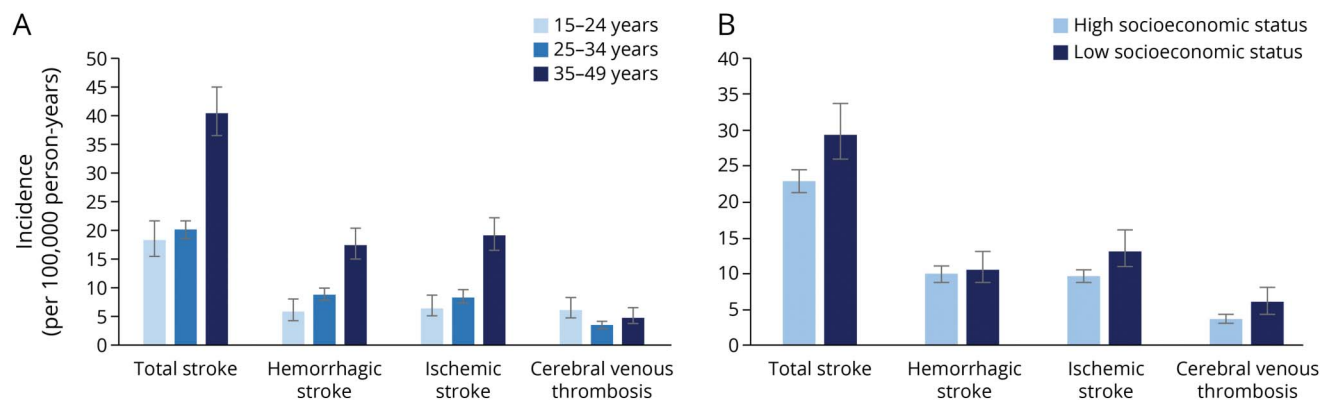 A
15–24 years
25–34 years
35–49 years
Incidence
(per 100,000 person-years)
50
45
40
35
30
25
20
15
10
5
0
Total stroke
Hemorrhagic
stroke
Ischemic
stroke
Cerebral venous
thrombosis
B
High socioeconomic status
Low socioeconomic status
40
35
30
25
20
15
10
5
0
Total stroke
Hemorrhagic
stroke
Ischemic
stroke
Cerebral venous
thrombosis